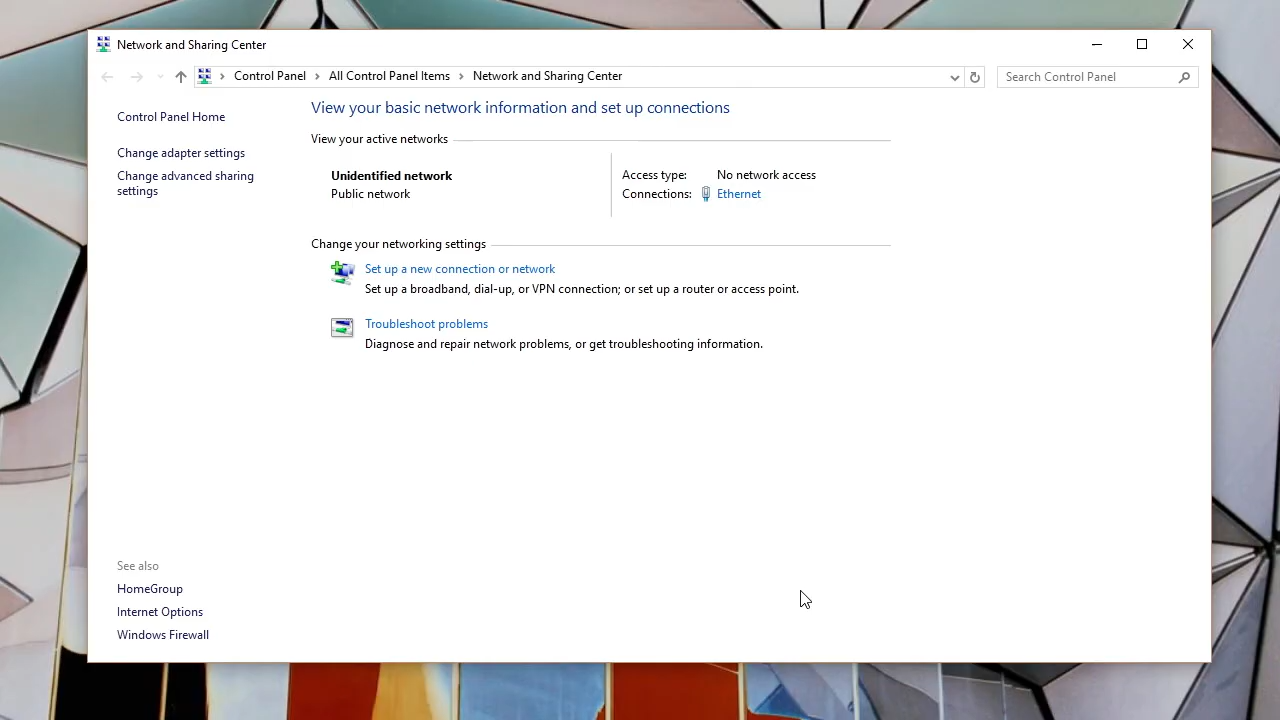 Network and Sharing Center
Control Panel > All Control Panel Items > Network and Sharing Center
Search Control Panel
Control Panel Home
Change adapter settings
Change advanced sharing
settings
View your basic network information and set up connections
View your active networks
Unidentified network
Public network
Access type: No network access
Connections: Ethernet
Change your networking settings
Set up a new connection or network
Set up a broadband, dial-up, or VPN connection; or set up a router or access point.
Troubleshoot problems
Diagnose and repair network problems, or get troubleshooting information.
See also
HomeGroup
Internet Options
Windows Firewall